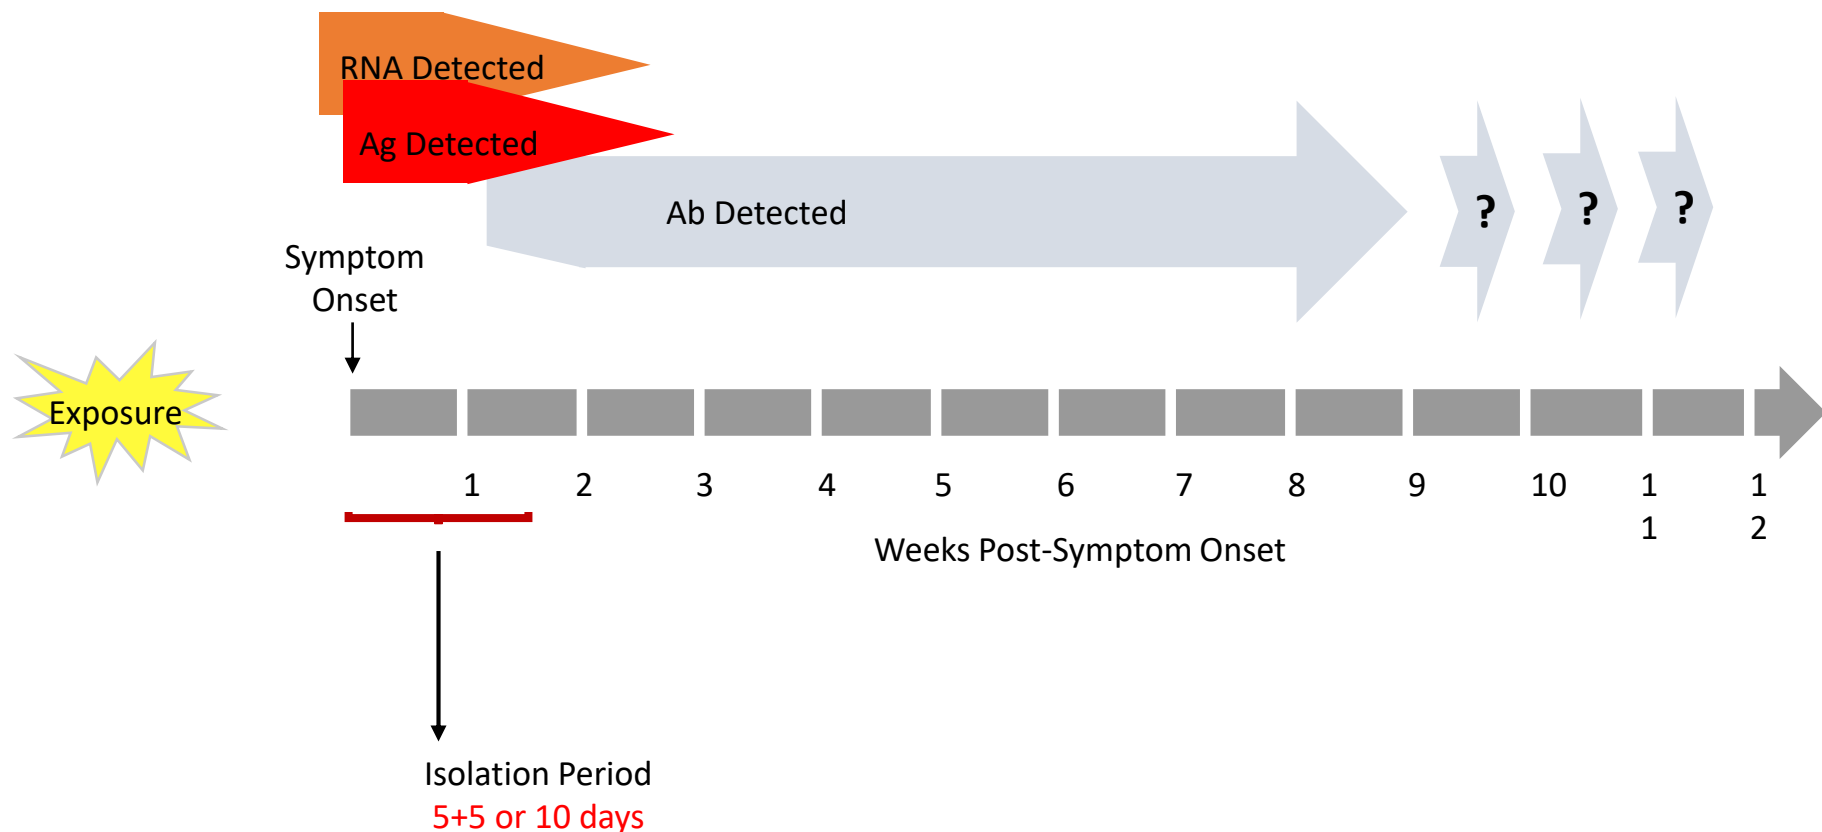 RNA Detected
Ag Detected
Ab Detected
?
?
?
Symptom
Onset
Exposure
1 2 3 4 5 6 7 8 9 10 1 1
1 2
Weeks Post-Symptom Onset
Isolation Period
5+5 or 10 days